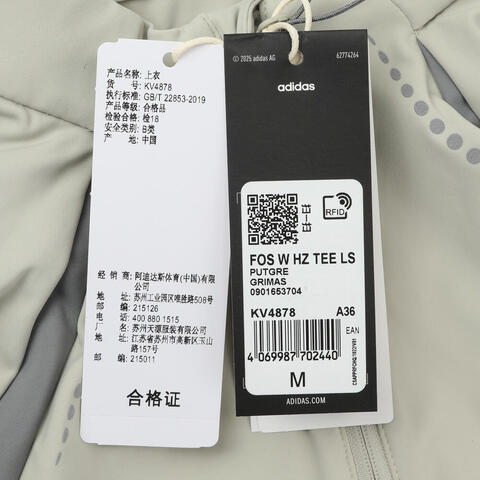 产品名称: 上衣
货 号: KV4878
执行标准: GB/T 22853-2019
产品等级: 合格品
检验合格: 检18
安全类别: B类
产 地: 中国
经 销 商: 阿迪达斯体育(中国)有限
公司
地 址: 苏州工业园区唯胜路508号
邮 编: 215126
电 话: 400 880 1515
制 造 商: 苏州天源服装有限公司
地 址: 江苏省苏州市高新区玉山
路157号
邮 编: 215011
合格证
© 2025 adidas AG
62774264
adidas
Ef-Ef
RFID
FOS W HZ TEE LS
PUTGRE
GRIMAS
0901653704
KV4878 A36
EAN
4 069987 702440
M
ADIDAS.COM